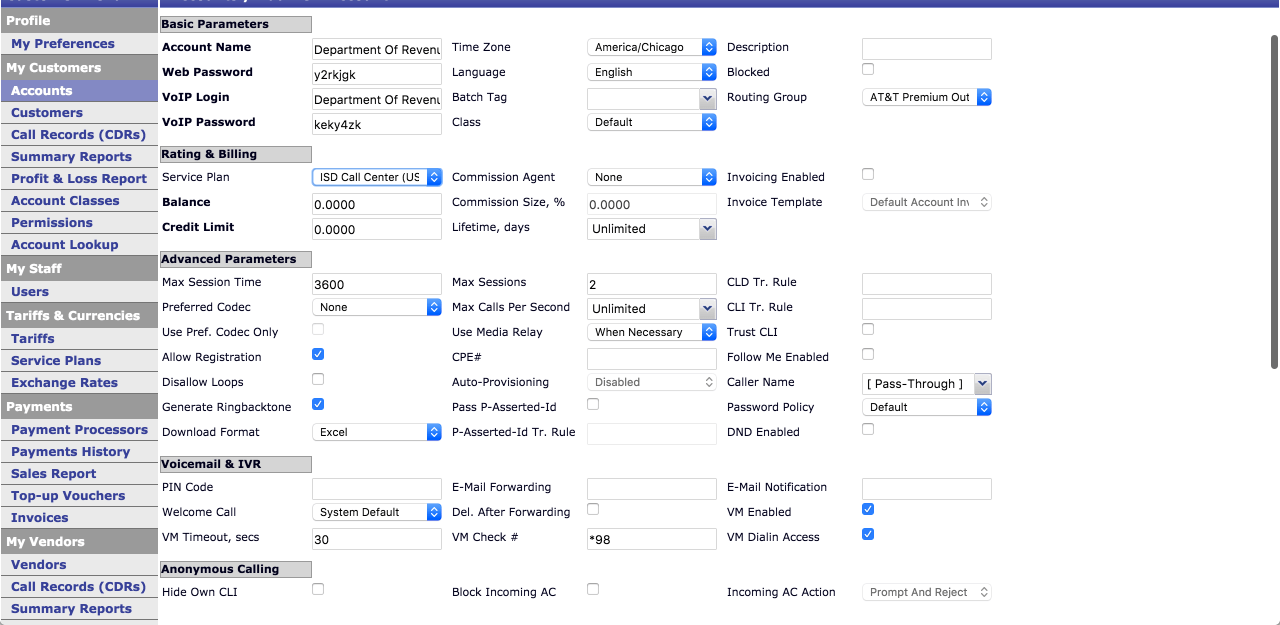 Profile
My Preferences
My Customers
Accounts
Customers
Call Records (CDRs)
Summary Reports
Profit & Loss Report
Account Classes
Permissions
Account Lookup
My Staff
Users
Tariffs & Currencies
Tariffs
Service Plans
Exchange Rates
Payments
Payment Processors
Payments History
Sales Report
Top-up Vouchers
Invoices
My Vendors
Vendors
Call Records (CDRs)
Summary Reports
Basic Parameters
Account Name Department Of Revenu Time Zone America/Chicago Description
Web Password y2rkjgk Language English Blocked
VoIP Login Department Of Revenu Batch Tag Routing Group AT&T Premium Out
VoIP Password keky4zk Class Default
Rating & Billing
Service Plan ISD Call Center (US Commission Agent None Invoicing Enabled
Balance 0.0000 Commission Size, % 0.0000 Invoice Template Default Account Inv
Credit Limit 0.0000 Lifetime, days Unlimited
Advanced Parameters
Max Session Time 3600 Max Sessions 2 CLD Tr. Rule
Preferred Codec None Max Calls Per Second Unlimited CLI Tr. Rule
Use Pref. Codec Only Use Media Relay When Necessary Trust CLI
Allow Registration CPE# Follow Me Enabled
Disallow Loops Auto-Provisioning Disabled Caller Name [ Pass-Through ]
Generate Ringbacktone Pass P-Asserted-Id Password Policy Default
Download Format Excel P-Asserted-Id Tr. Rule DND Enabled
Voicemail & IVR
PIN Code E-Mail Forwarding E-Mail Notification
Welcome Call System Default Del. After Forwarding VM Enabled
VM Timeout, secs 30 VM Check # *98 VM Dialin Access
Anonymous Calling
Hide Own CLI Block Incoming AC Incoming AC Action Prompt And Reject